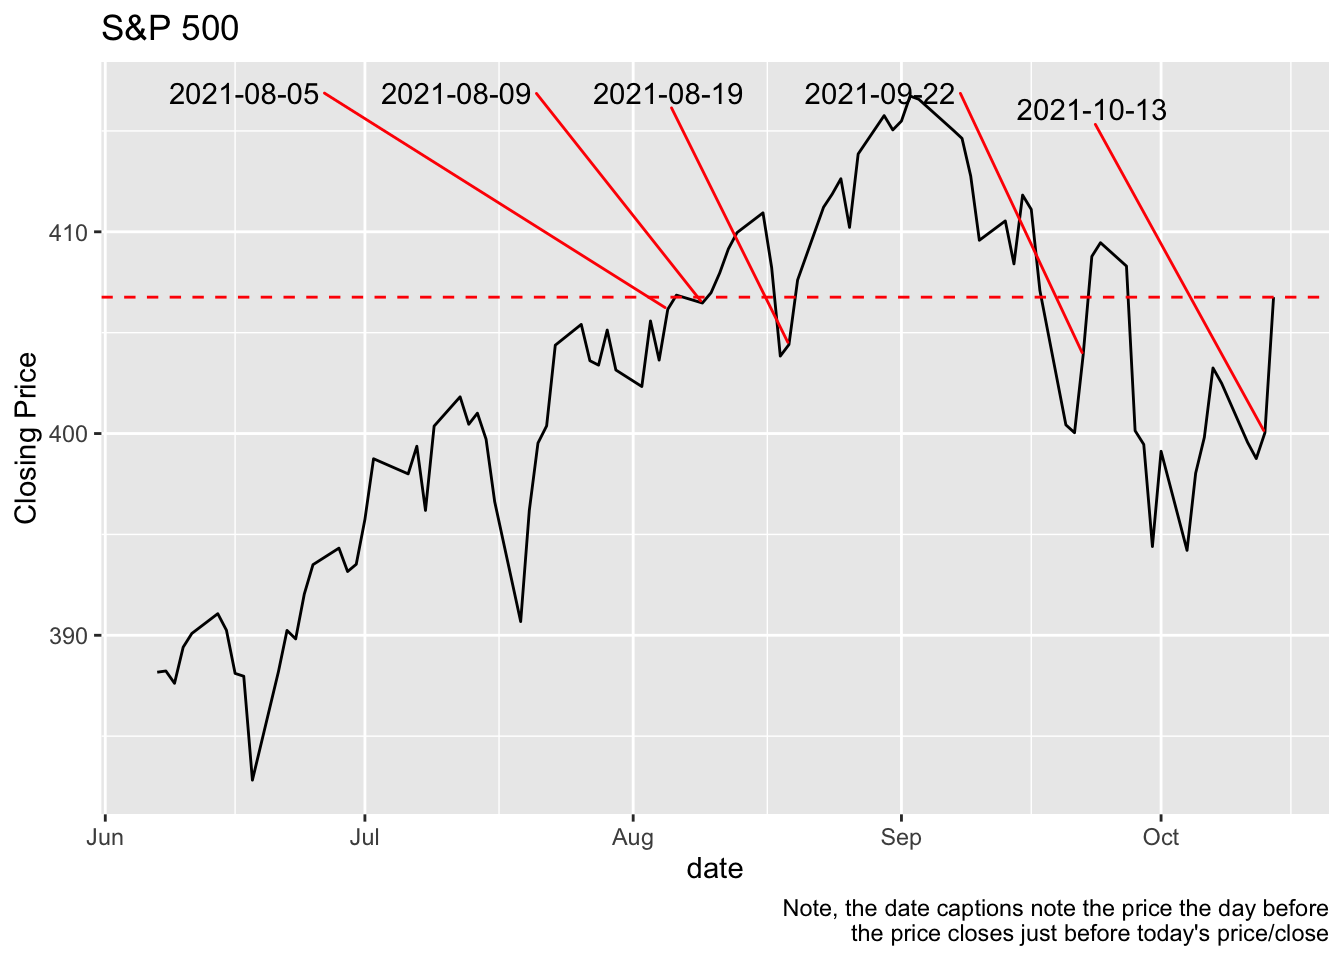 S&P 500
2021-08-05
2021-08-09
2021-08-19
2021-09-22
2021-10-13
410
400
390
Closing Price
Jun
Jul
Aug
Sep
Oct
date
Note, the date captions note the price the day before
the price closes just before today's price/close